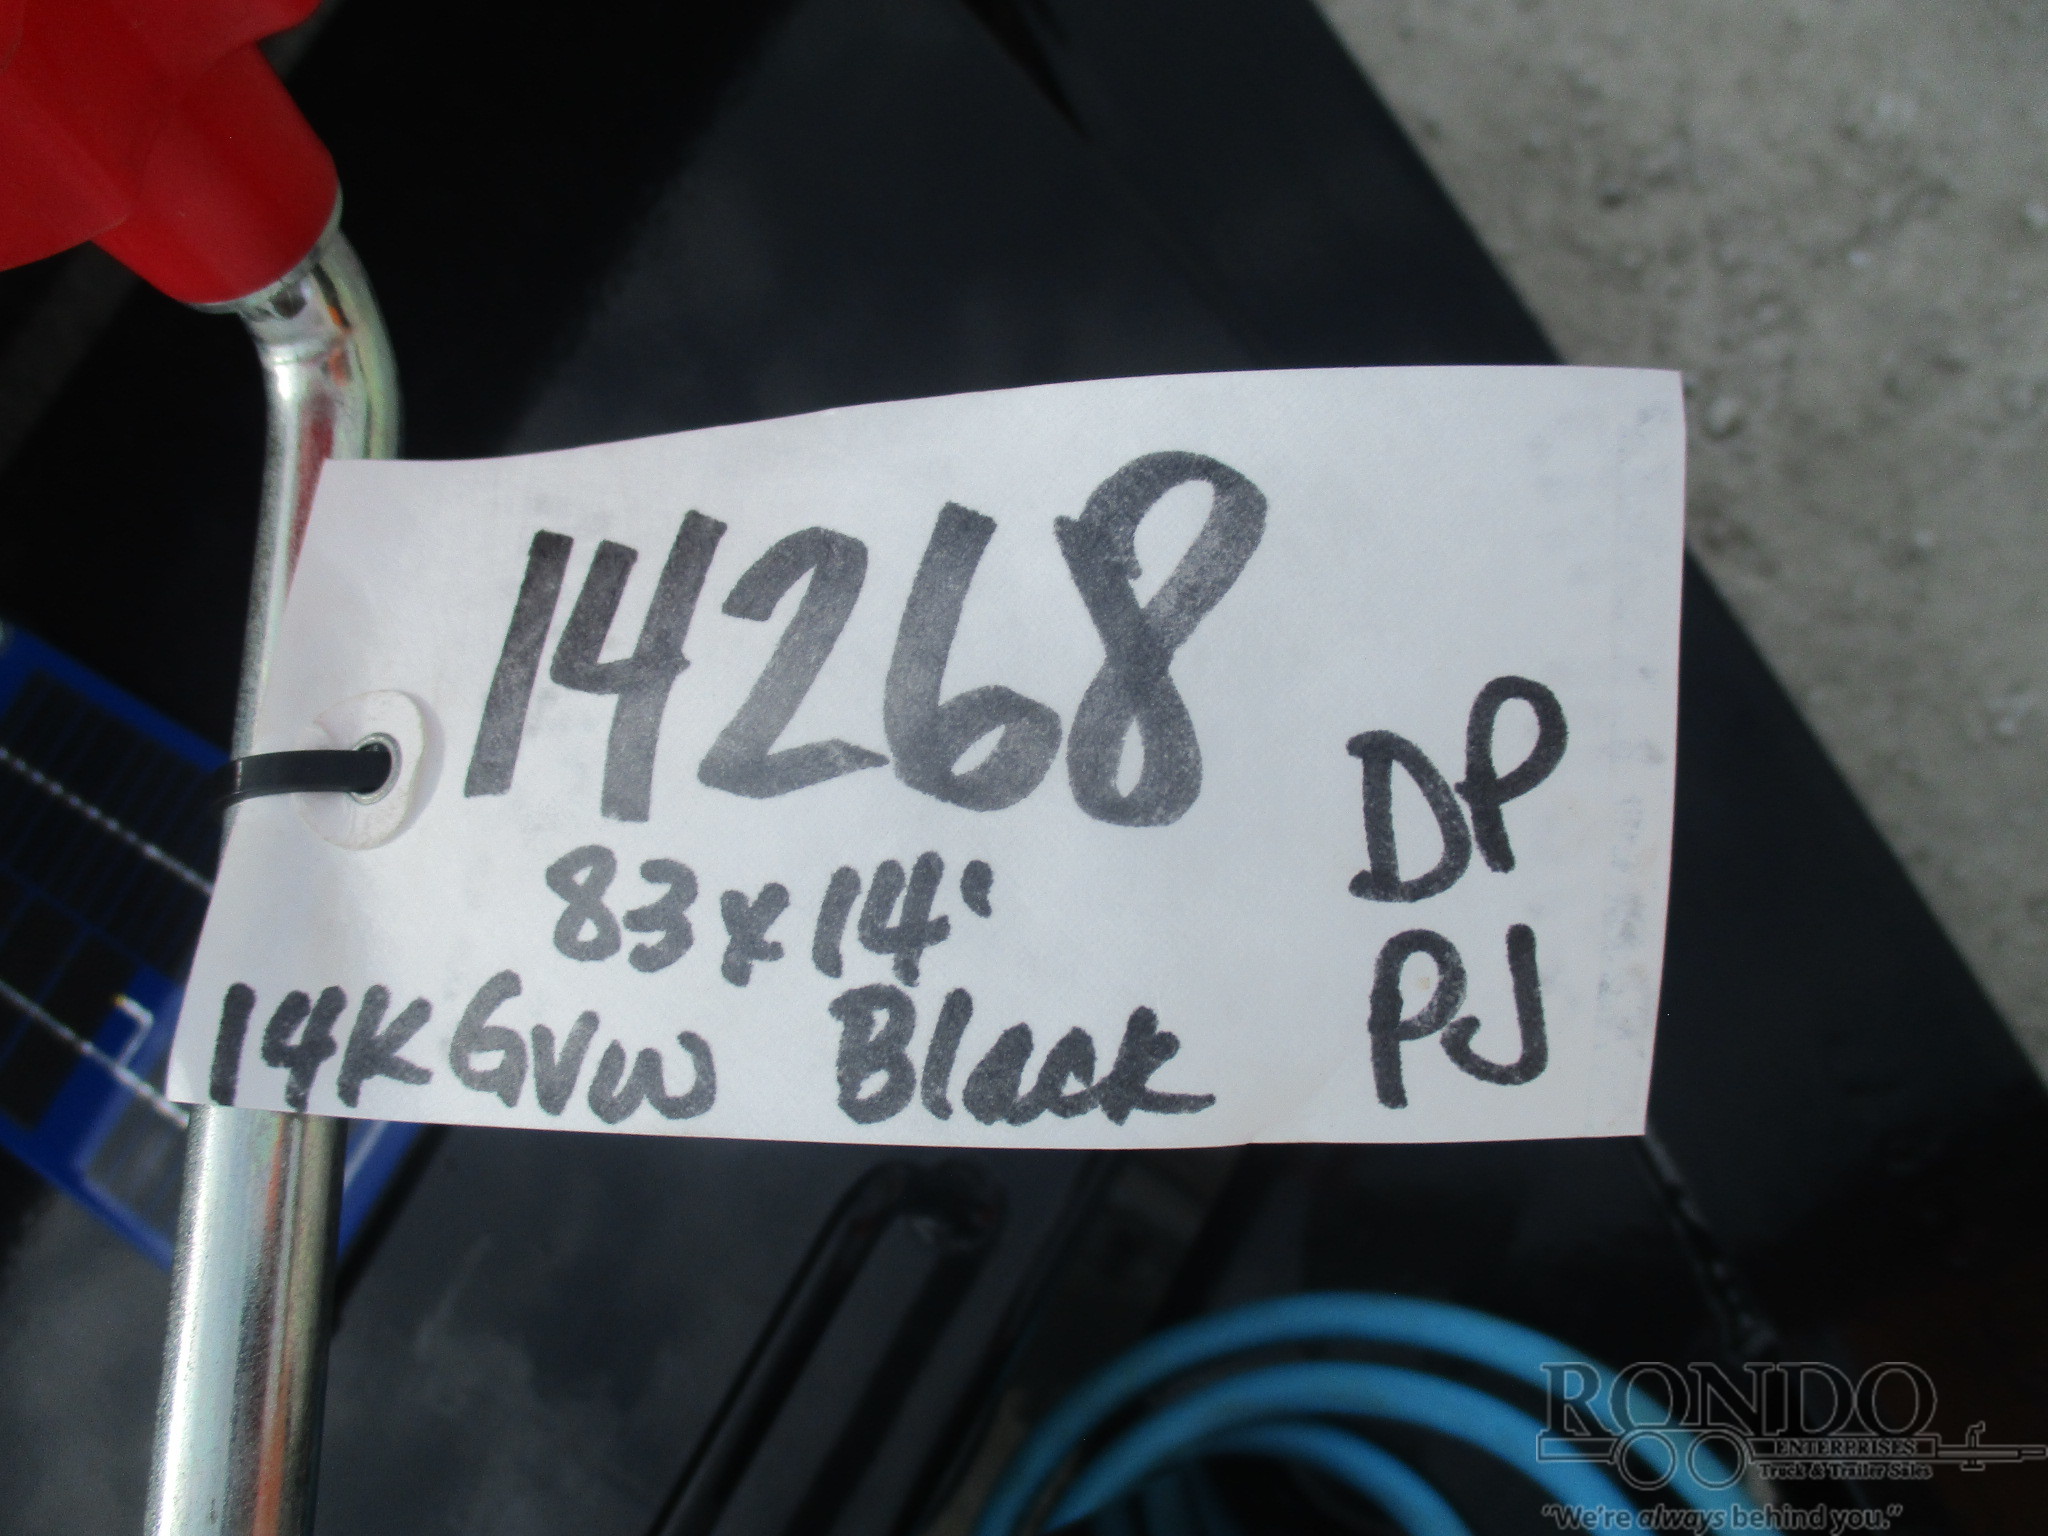 14268
83x14'
14K GVW Black
DP
PJ
RONDO
ENTERPRISES
Truck & Trailer Sales
"We're always behind you."